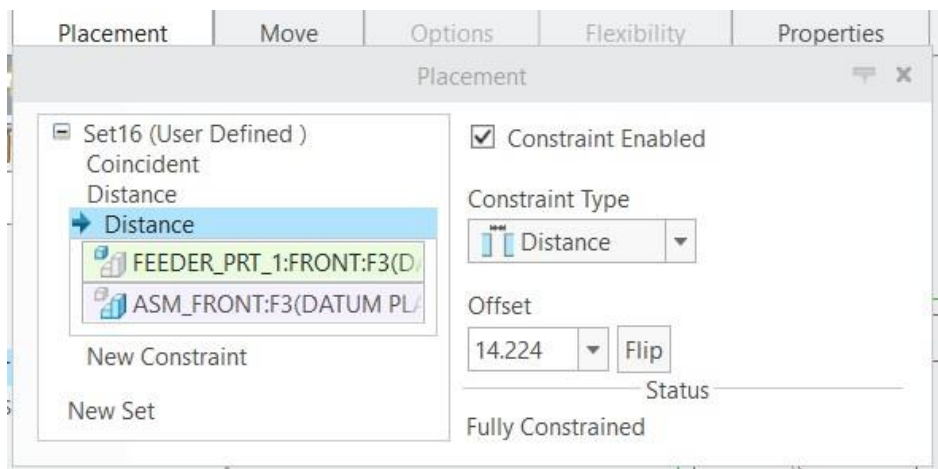 Placement Move Options Flexibility Properties
Placement
Set16 (User Defined )
Coincident
Distance
Distance
FEEDER_PRT_1:FRONT:F3(D
ASM_FRONT:F3(DATUM PL
New Constraint
New Set
Constraint Enabled
Constraint Type
Distance
Offset
14.224 Flip
Status
Fully Constrained